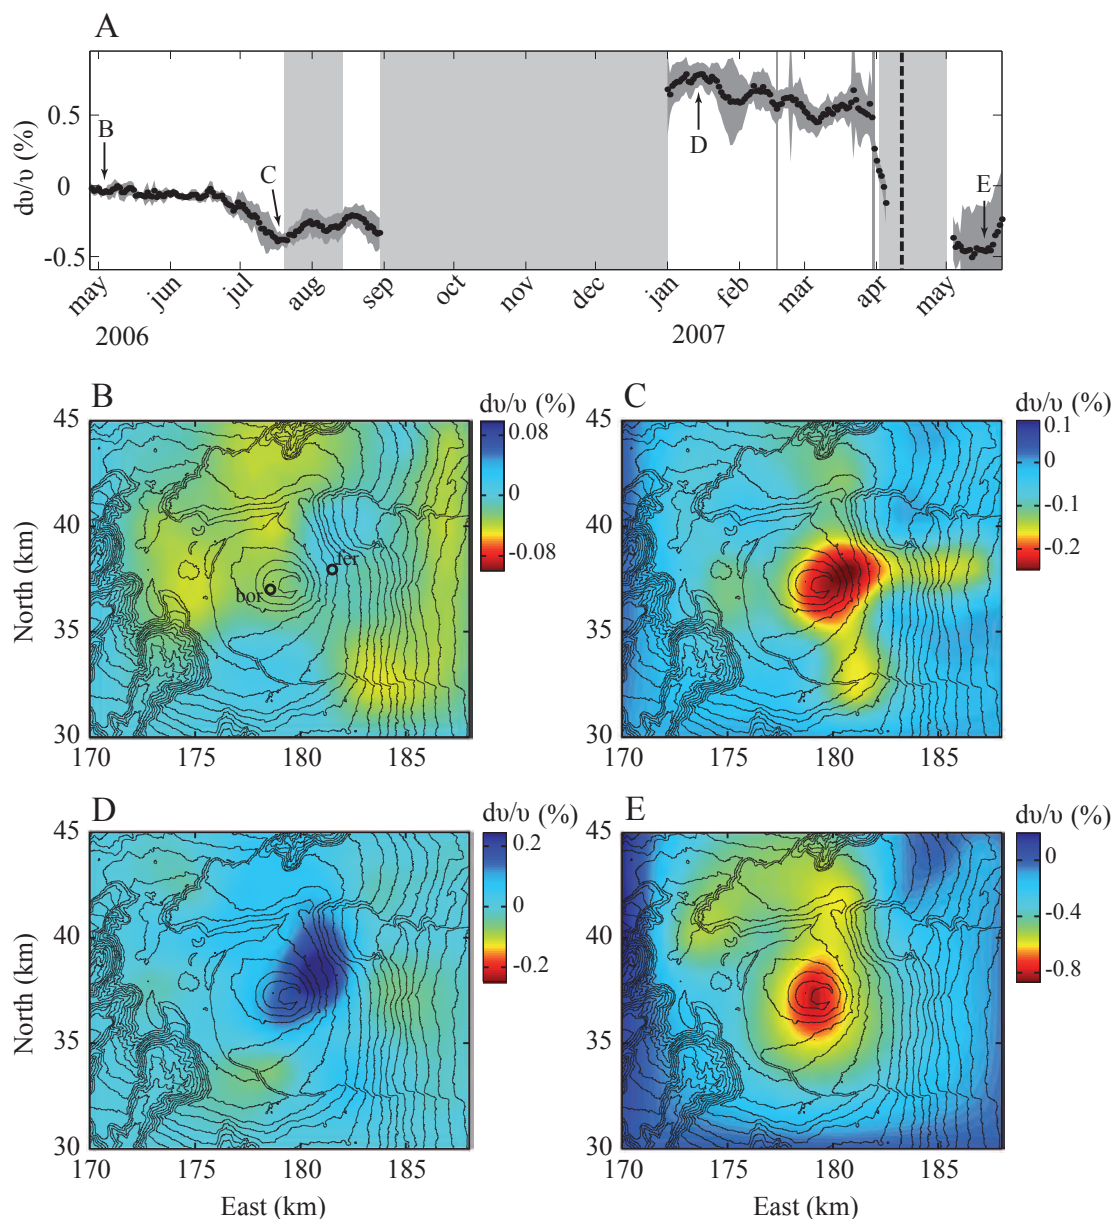 A
dυ/υ (%)
0.5
0
-0.5
B
C
D
E
may jun jul aug sep oct nov dec jan feb mar apr may
2006 2007
B
dυ/υ (%)
45
40
35
30
North (km)
170 175 180 185
0.08
0
-0.08
fer
bor
C
dυ/υ (%)
45
40
35
30
170 175 180 185
0.1
0
-0.1
-0.2
D
dυ/υ (%)
45
40
35
30
North (km)
170 175 180 185
East (km)
0.2
0
-0.2
E
dυ/υ (%)
45
40
35
30
170 175 180 185
East (km)
0
-0.4
-0.8